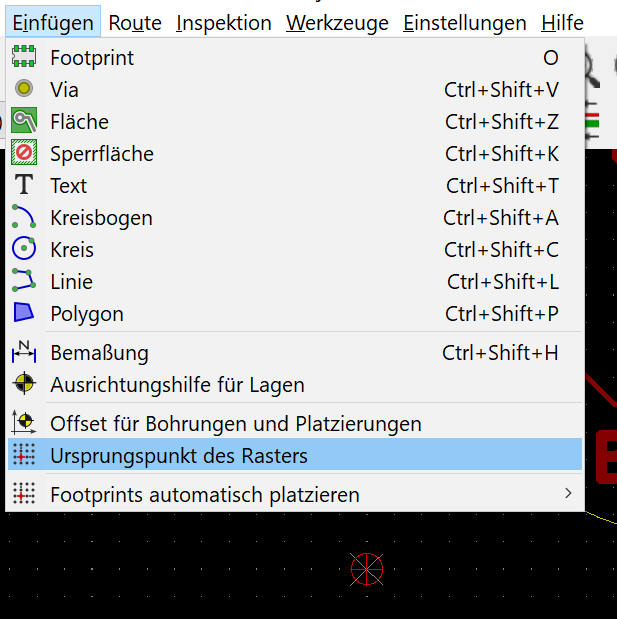 Einfügen Route Inspektion Werkzeuge Einstellungen Hilfe
Footprint O
Via Ctrl+Shift+V
Fläche Ctrl+Shift+Z
Sperrfläche Ctrl+Shift+K
Text Ctrl+Shift+T
Kreisbogen Ctrl+Shift+A
Kreis Ctrl+Shift+C
Linie Ctrl+Shift+L
Polygon Ctrl+Shift+P
Bemaßung Ctrl+Shift+H
Ausrichtungshilfe für Lagen
Offset für Bohrungen und Platzierungen
Ursprungspunkt des Rasters
Footprints automatisch platzieren